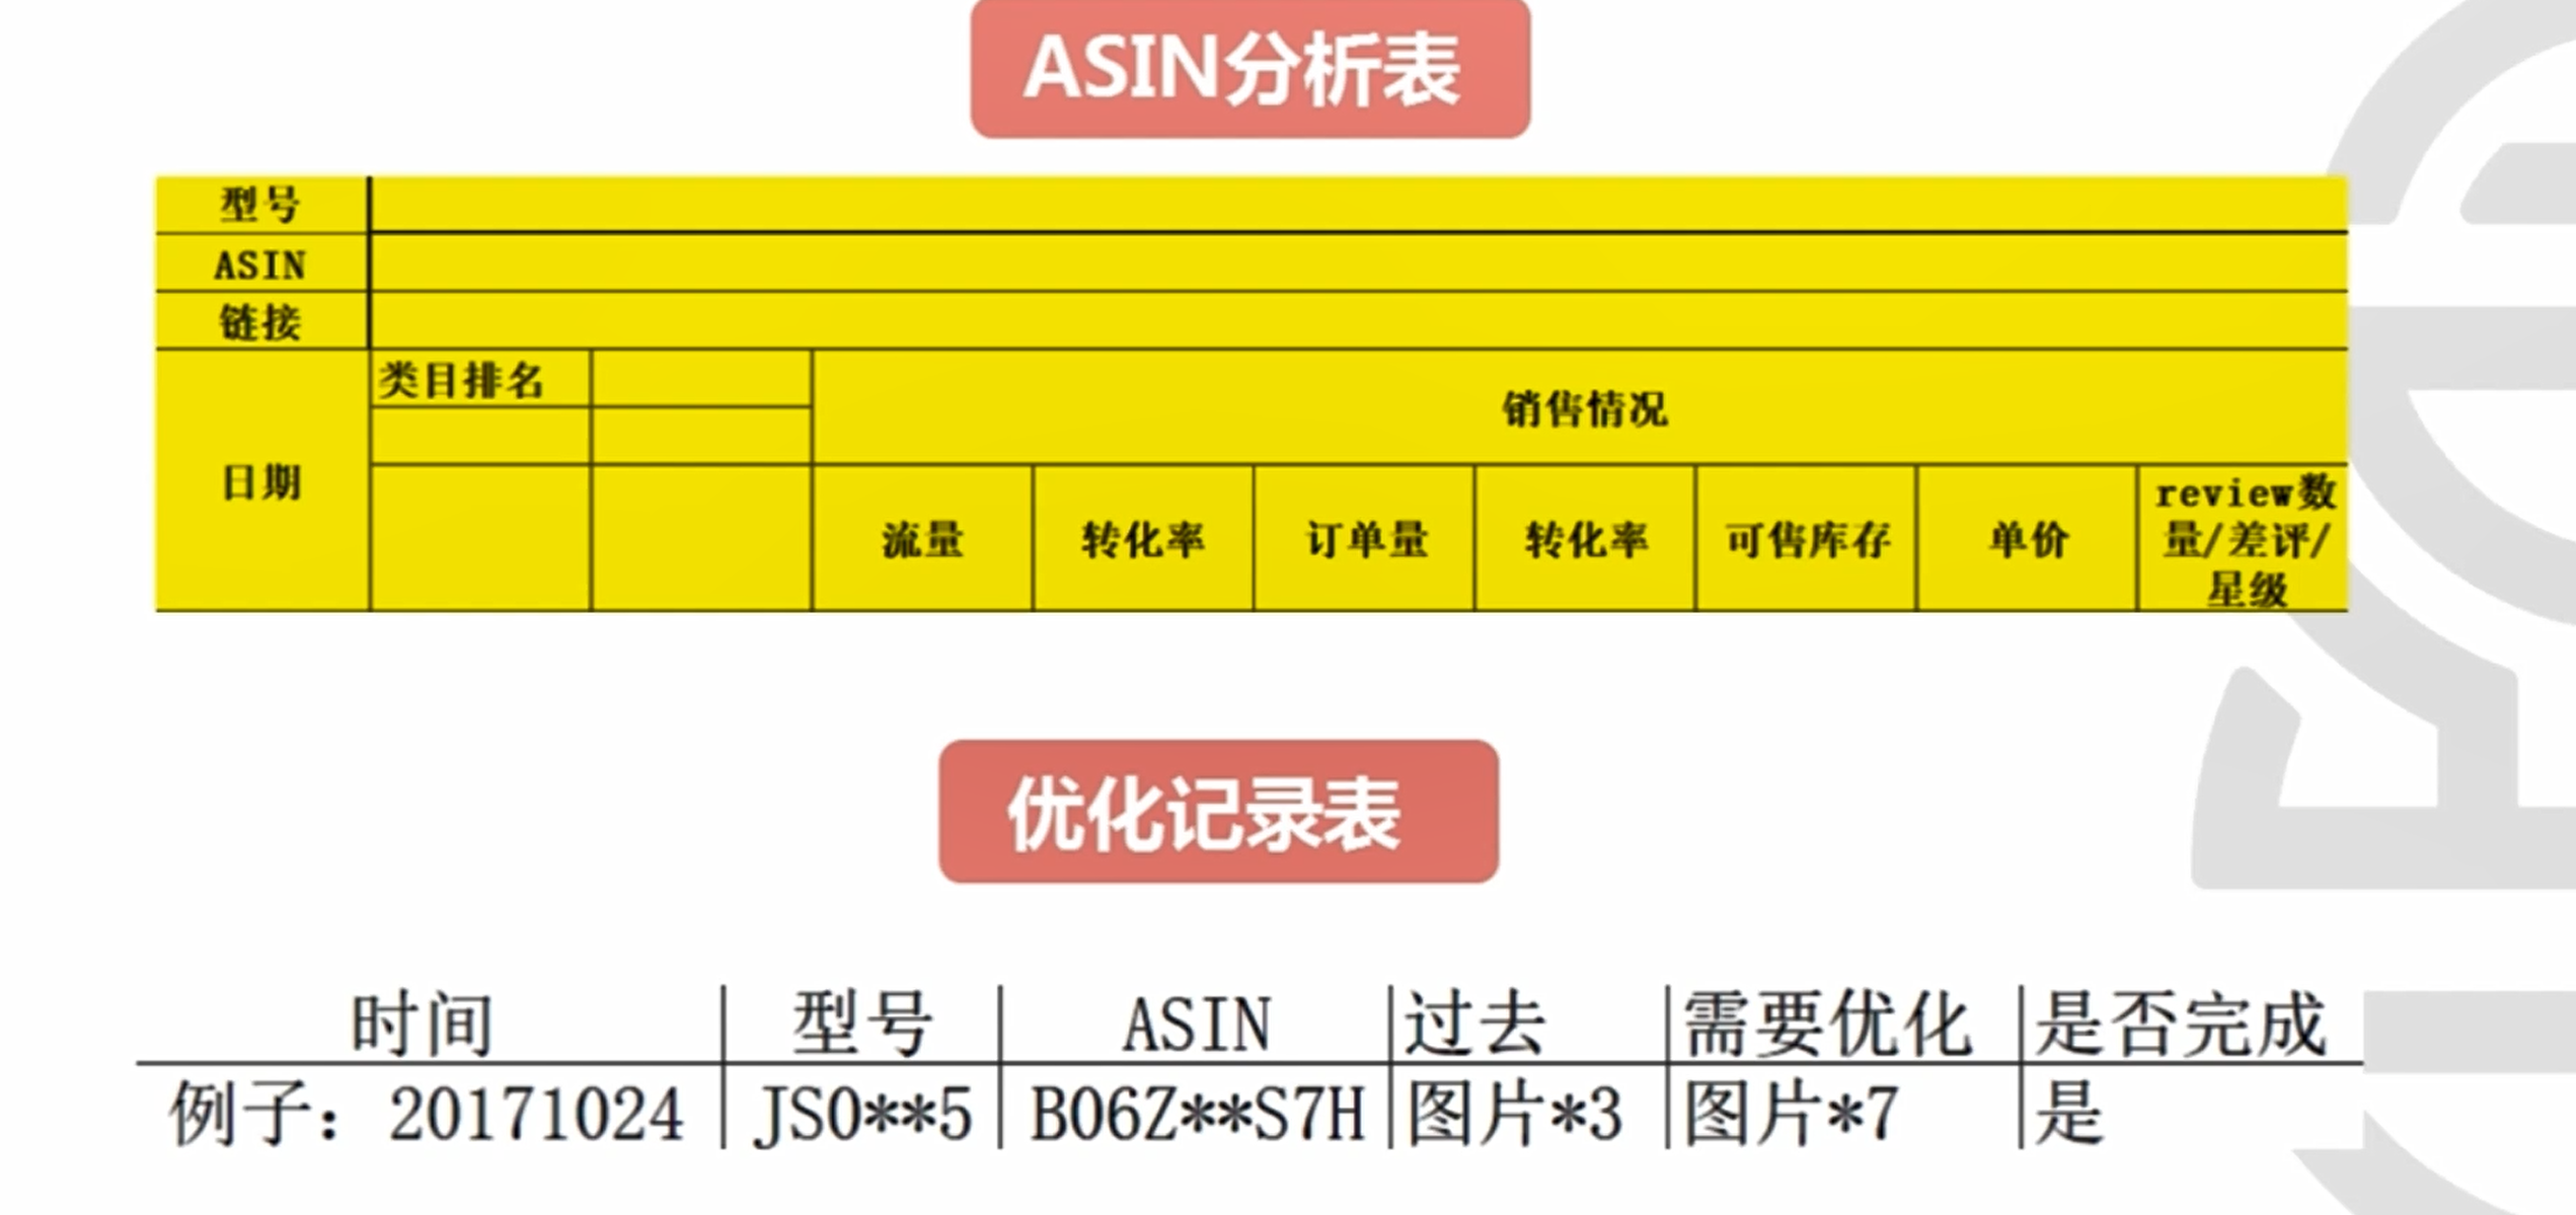 ASIN分析表
型号
ASIN
链接
日期
类目排名
销售情况
流量
转化率
订单量
转化率
可售库存
单价
review数
量/差评/
星级
优化记录表
时间 型号 ASIN 过去 需要优化 是否完成
例子：20171024 JS0**5 B06Z**S7H 图片*3 图片*7 是